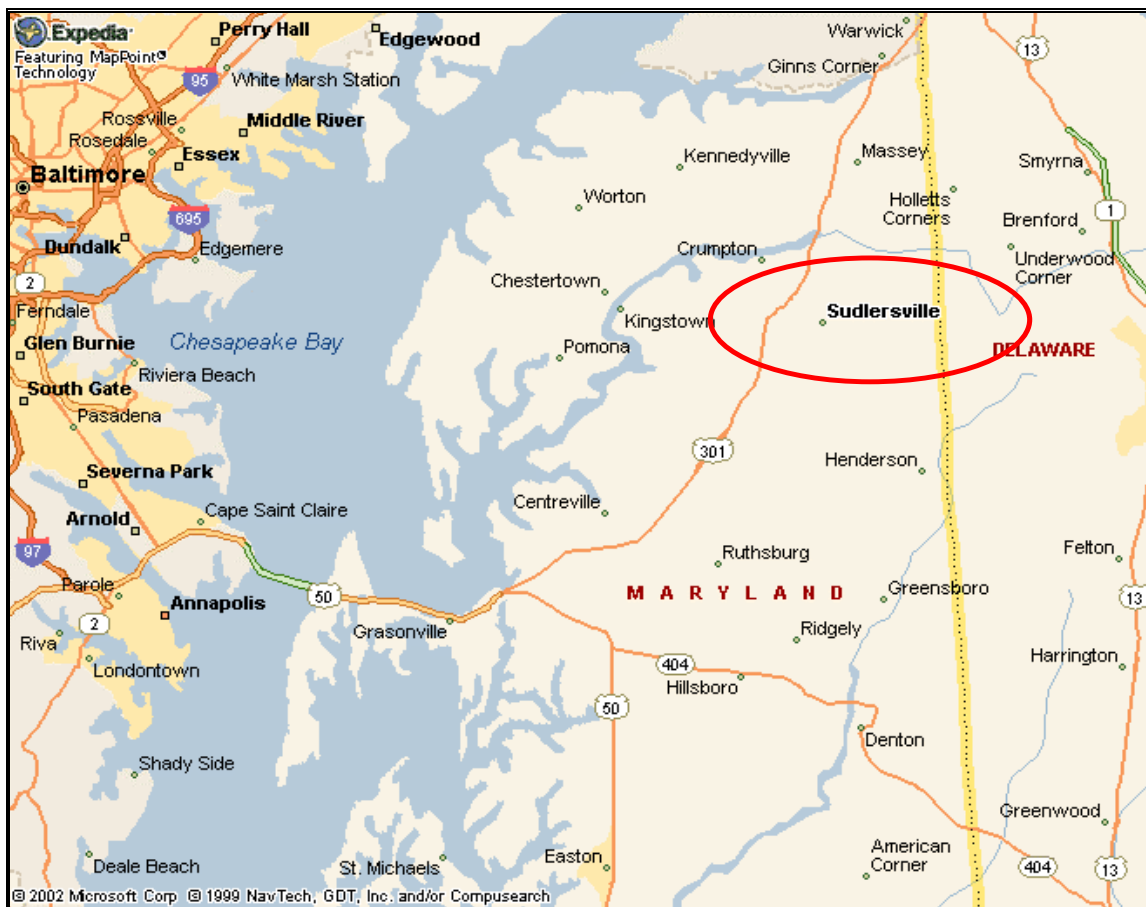 Expedia
Featuring MapPoint®
Technology
Perry Hall
Edgewood
Warwick
13
Ginns Corner
95
White Marsh Station
Rossville
Middle River
Rosedale
Essex
Kennedyville
Massey
Smyrna
Baltimore
Worton
Holletts
Corners
1
695
Brenford
Dundalk
Edgemere
Crumpton
Underwood
Corner
2
Chestertown
Ferndale
Kingstown
Sudlersville
Glen Burnie
Chesapeake Bay
Pomona
DELAWARE
Riviera Beach
South Gate
Pasadena
301
Henderson
Severna Park
Centreville
Arnold
Cape Saint Claire
97
Ruthsburg
Felton
Parole
50
MARYLAND
Greensboro
13
Annapolis
2
Grasonville
Riva
Ridgely
Londontown
404
Harrington
Hillsboro
50
Denton
Shady Side
Greenwood
American
Corner
Deale Beach
St. Michaels
Easton
404
13
© 2002 Microsoft Corp © 1999 NavTech, GDT, Inc. and/or Compusearch